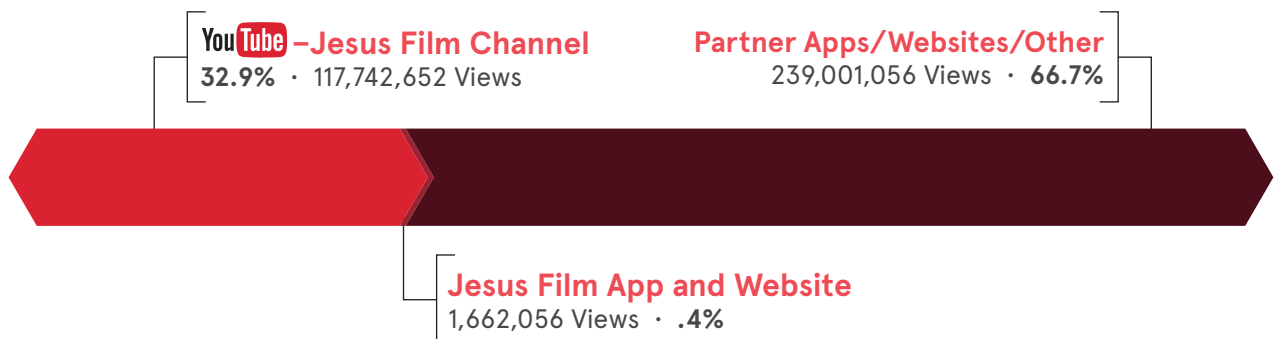 YouTube –Jesus Film Channel
32.9% · 117,742,652 Views
Partner Apps/Websites/Other
239,001,056 Views · 66.7%
Jesus Film App and Website
1,662,056 Views · .4%